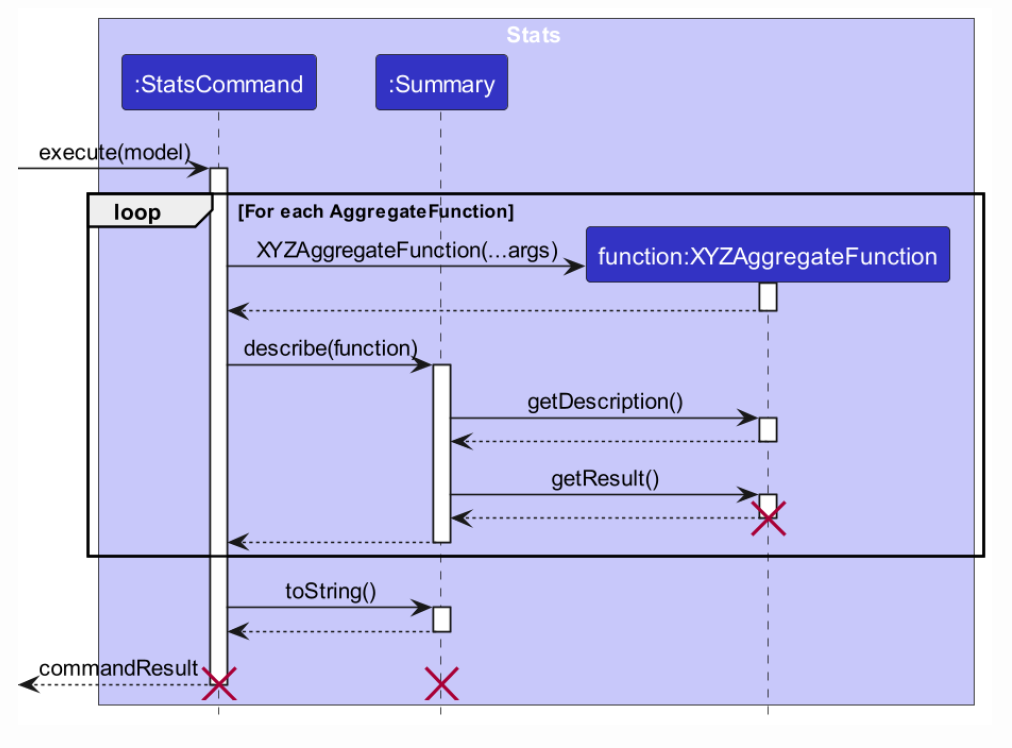 Stats
:StatsCommand
:Summary
execute(model)
loop
[For each AggregateFunction]
XYZAggregateFunction(...args)
function:XYZAggregateFunction
describe(function)
getDescription()
getResult()
toString()
commandResult